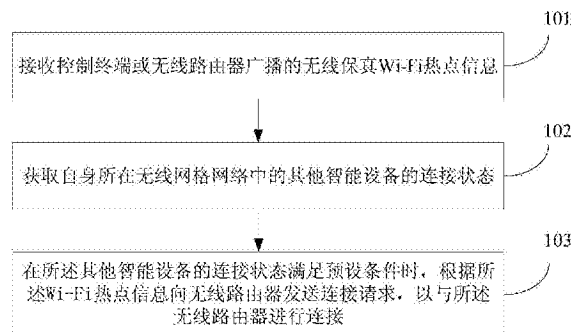 101
接收控制终端或无线路由器广播的无线保真Wi-Fi热点信息
102
获取自身所在无线网格网络中的其他智能设备的连接状态
103
在所述其他智能设备的连接状态满足预设条件时，根据所
述Wi-Fi热点信息向无线路由器发送连接请求，以与所述
无线路由器进行连接